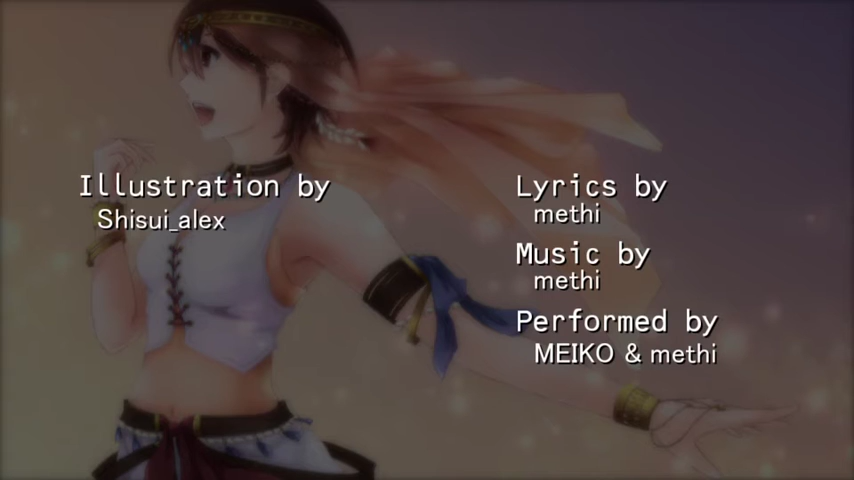 Illustration by
Shisui_alex
Lyrics by
methi
Music by
methi
Performed by
MEIKO & methi